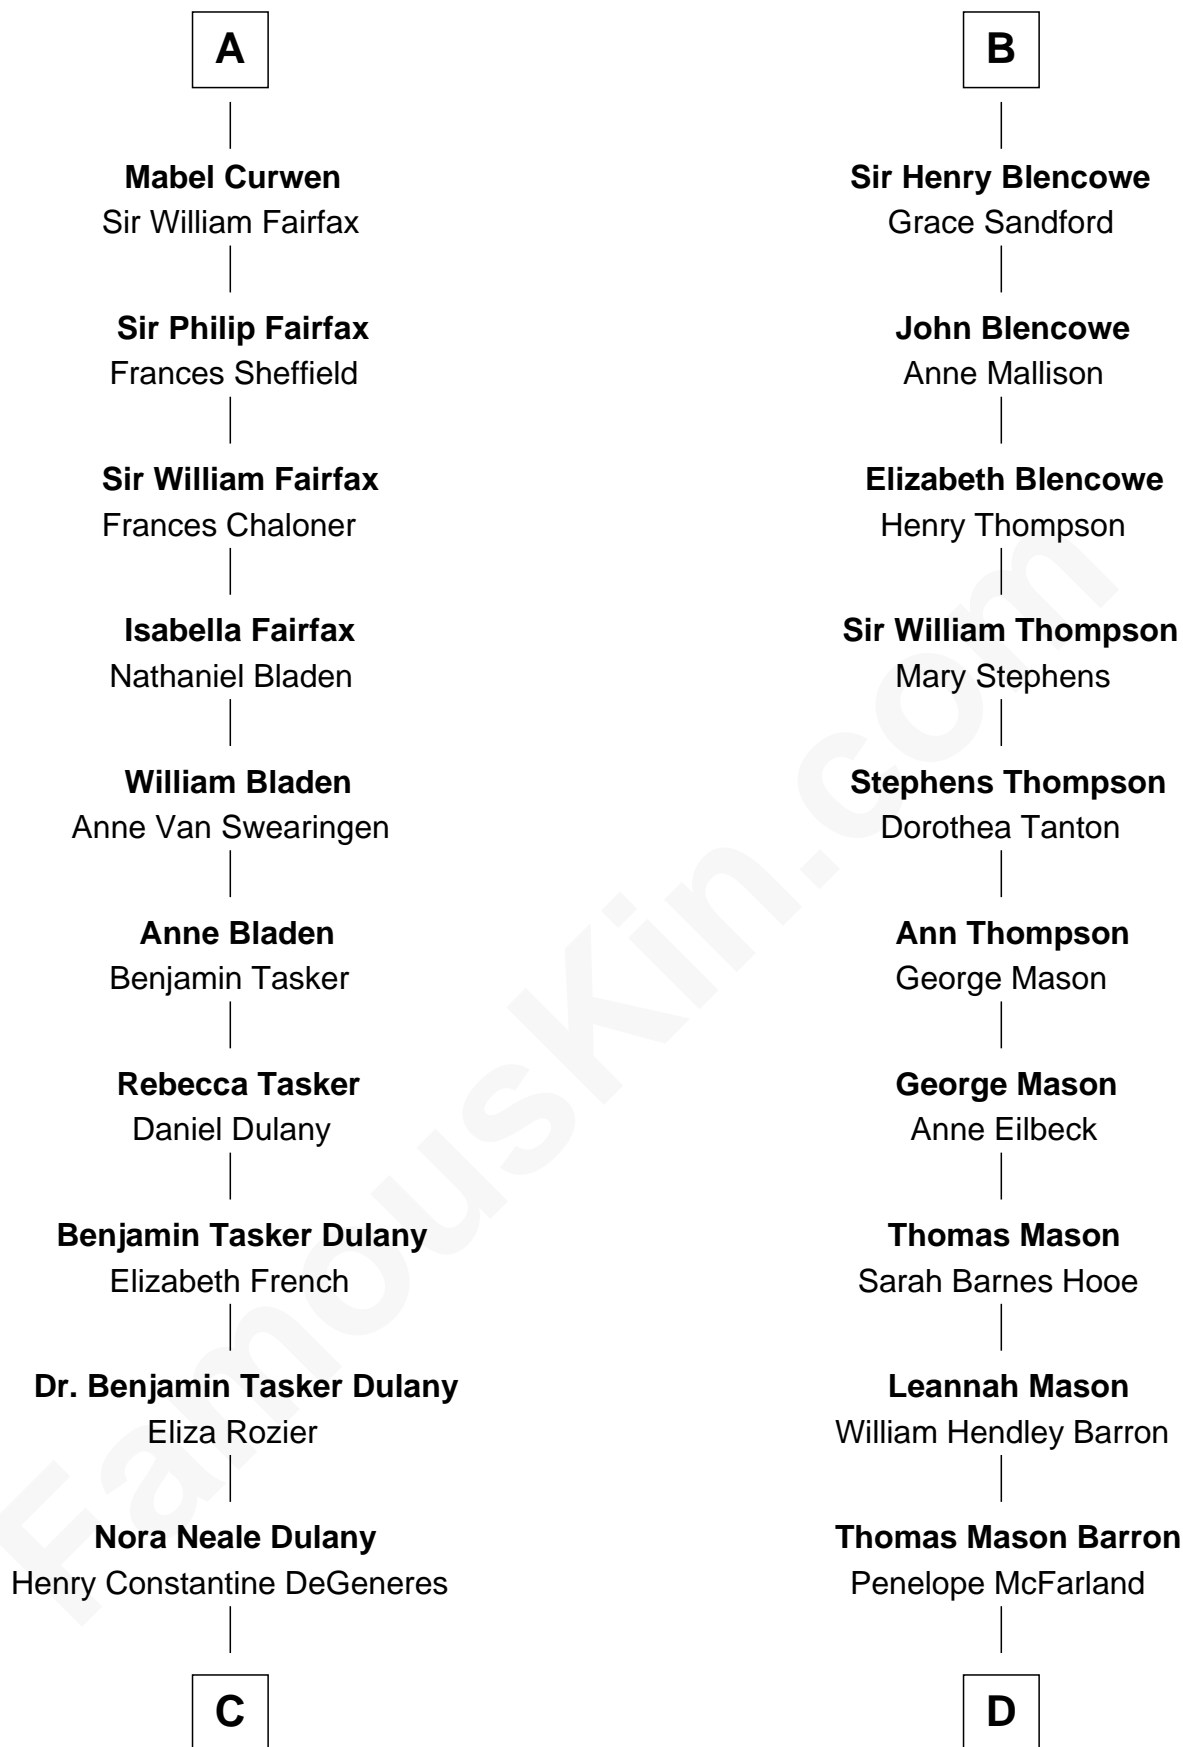 A
Mabel Curwen
Sir William Fairfax
Sir Philip Fairfax
Frances Sheffield
Sir William Fairfax
Frances Chaloner
Isabella Fairfax
Nathaniel Bladen
William Bladen
Anne Van Swearingen
Anne Bladen
Benjamin Tasker
Rebecca Tasker
Daniel Dulany
Benjamin Tasker Dulany
Elizabeth French
Dr. Benjamin Tasker Dulany
Eliza Rozier
Nora Neale Dulany
Henry Constantine DeGeneres
C
B
Sir Henry Blencowe
Grace Sandford
John Blencowe
Anne Mallison
Elizabeth Blencowe
Henry Thompson
Sir William Thompson
Mary Stephens
Stephens Thompson
Dorothea Tanton
Ann Thompson
George Mason
George Mason
Anne Eilbeck
Thomas Mason
Sarah Barnes Hooe
Leannah Mason
William Hendley Barron
Thomas Mason Barron
Penelope McFarland
D
FamousKin.com